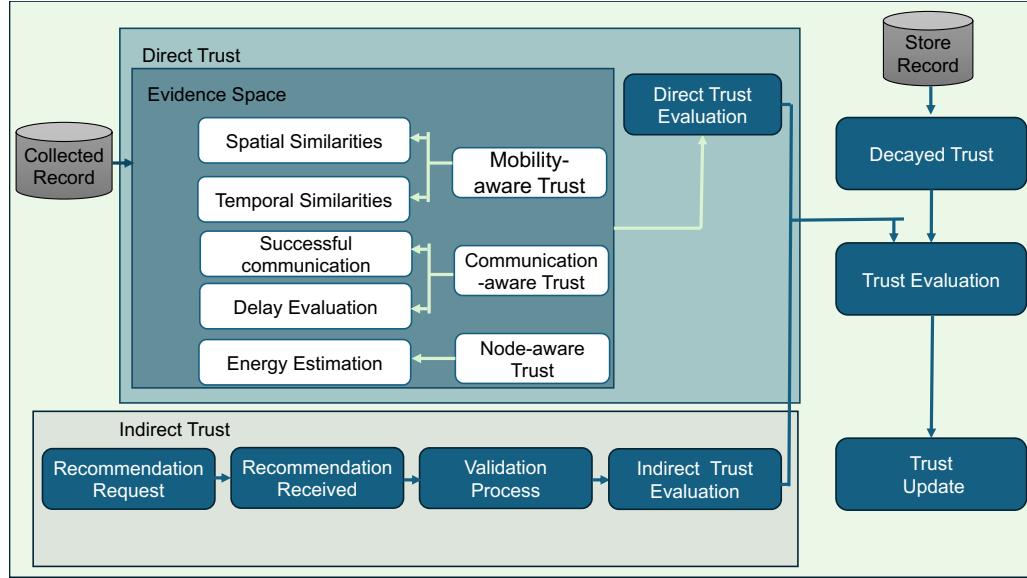 Direct Trust
Evidence Space
Collected
Record
Spatial Similarities
Temporal Similarities
Mobility-
aware Trust
Successful
communication
Delay Evaluation
Communication
-aware Trust
Energy Estimation
Node-aware
Trust
Direct Trust
Evaluation
Store
Record
Decayed Trust
Trust Evaluation
Trust
Update
Indirect Trust
Recommendation
Request
Recommendation
Received
Validation
Process
Indirect Trust
Evaluation